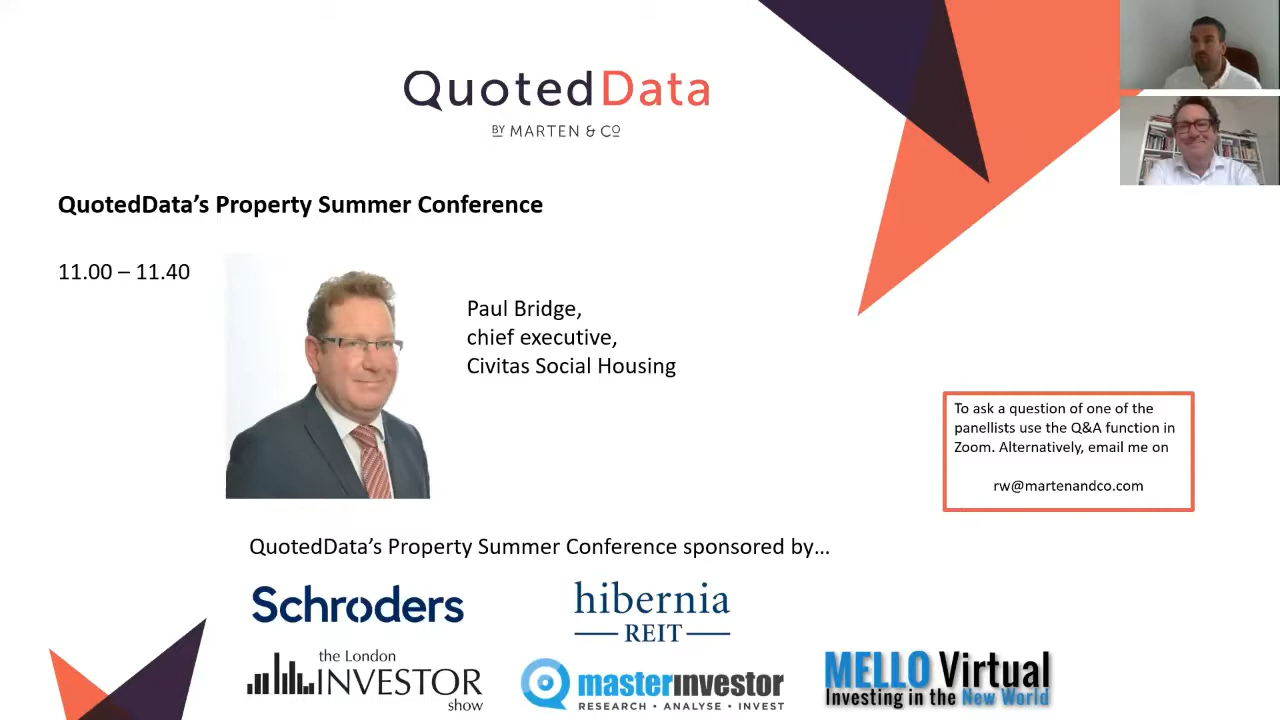 QuotedData
BY MARTEN & CO
QuotedData’s Property Summer Conference
11.00 – 11.40
Paul Bridge,
chief executive,
Civitas Social Housing
To ask a question of one of the
panellists use the Q&A function in
Zoom. Alternatively, email me on
rw@martenandco.com
QuotedData’s Property Summer Conference sponsored by…
Schroders
hibernia
REIT
the London
INVESTOR
show
masterinvestor
RESEARCH • ANALYSE • INVEST
MELLO Virtual
Investing in the New World